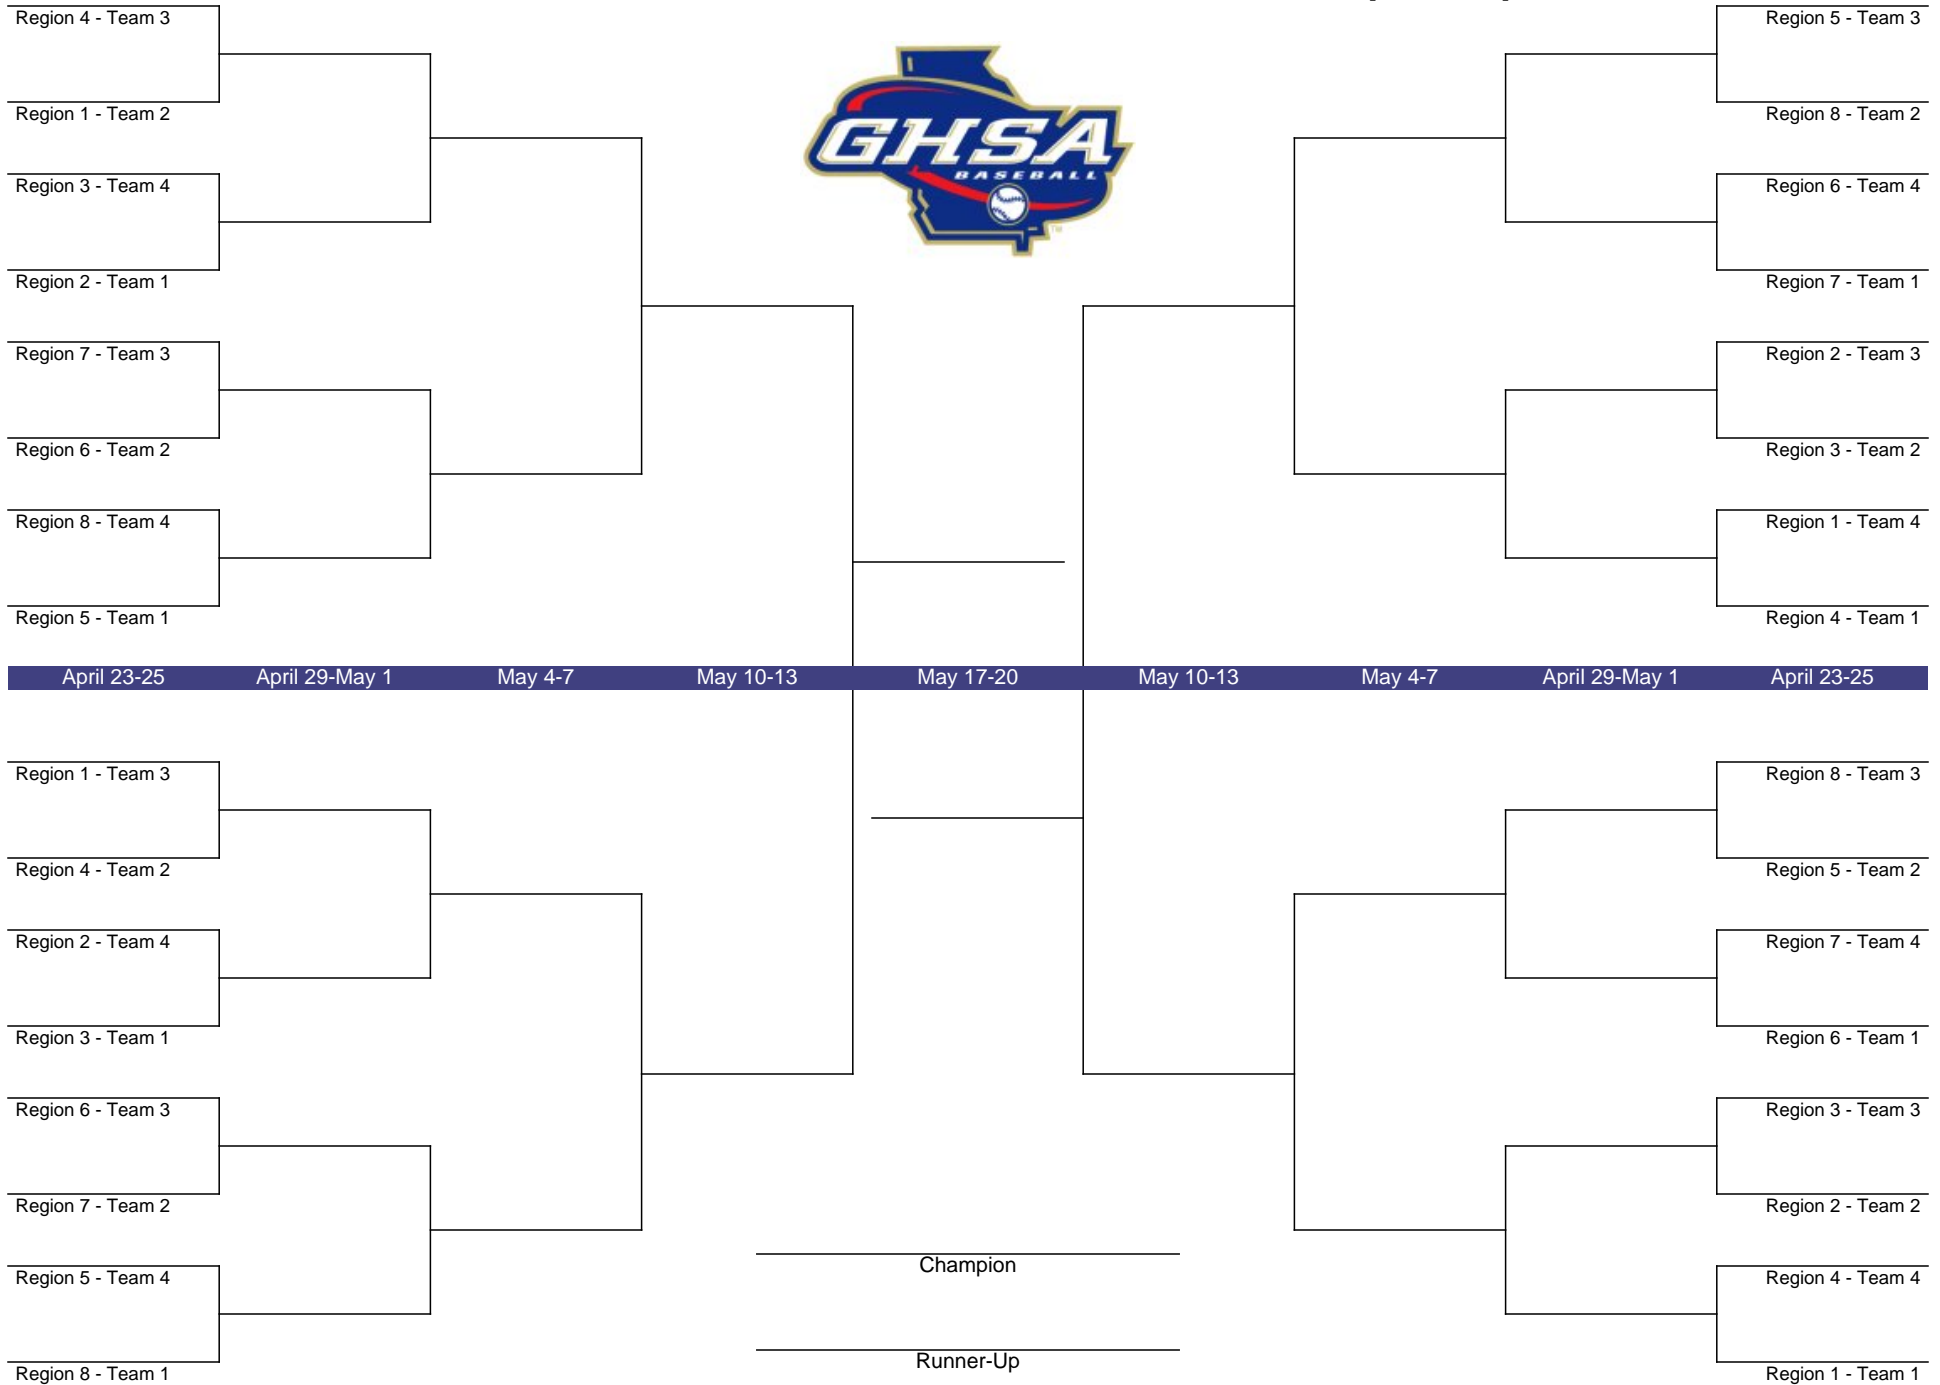 Region 4 - Team 3
Region 1 - Team 2
Region 3 - Team 4
Region 2 - Team 1
Region 7 - Team 3
Region 6 - Team 2
Region 8 - Team 4
Region 5 - Team 1
GHSA
BASEBALL
TM
Region 5 - Team 3
Region 8 - Team 2
Region 6 - Team 4
Region 7 - Team 1
Region 2 - Team 3
Region 3 - Team 2
Region 1 - Team 4
Region 4 - Team 1
April 23-25 April 29-May 1 May 4-7 May 10-13 May 17-20 May 10-13 May 4-7 April 29-May 1 April 23-25
Region 1 - Team 3
Region 4 - Team 2
Region 2 - Team 4
Region 3 - Team 1
Region 6 - Team 3
Region 7 - Team 2
Region 5 - Team 4
Region 8 - Team 1
Champion
Runner-Up
Region 8 - Team 3
Region 5 - Team 2
Region 7 - Team 4
Region 6 - Team 1
Region 3 - Team 3
Region 2 - Team 2
Region 4 - Team 4
Region 1 - Team 1